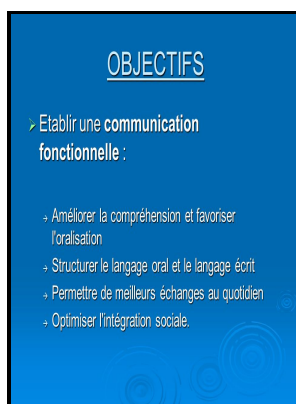 OBJECTIFS
Etablir une communication
fonctionnelle :
Améliorer la compréhension et favoriser
l'oralisation
Structurer le langage oral et le langage écrit
Permettre de meilleurs échanges au quotidien
Optimiser l'intégration sociale.